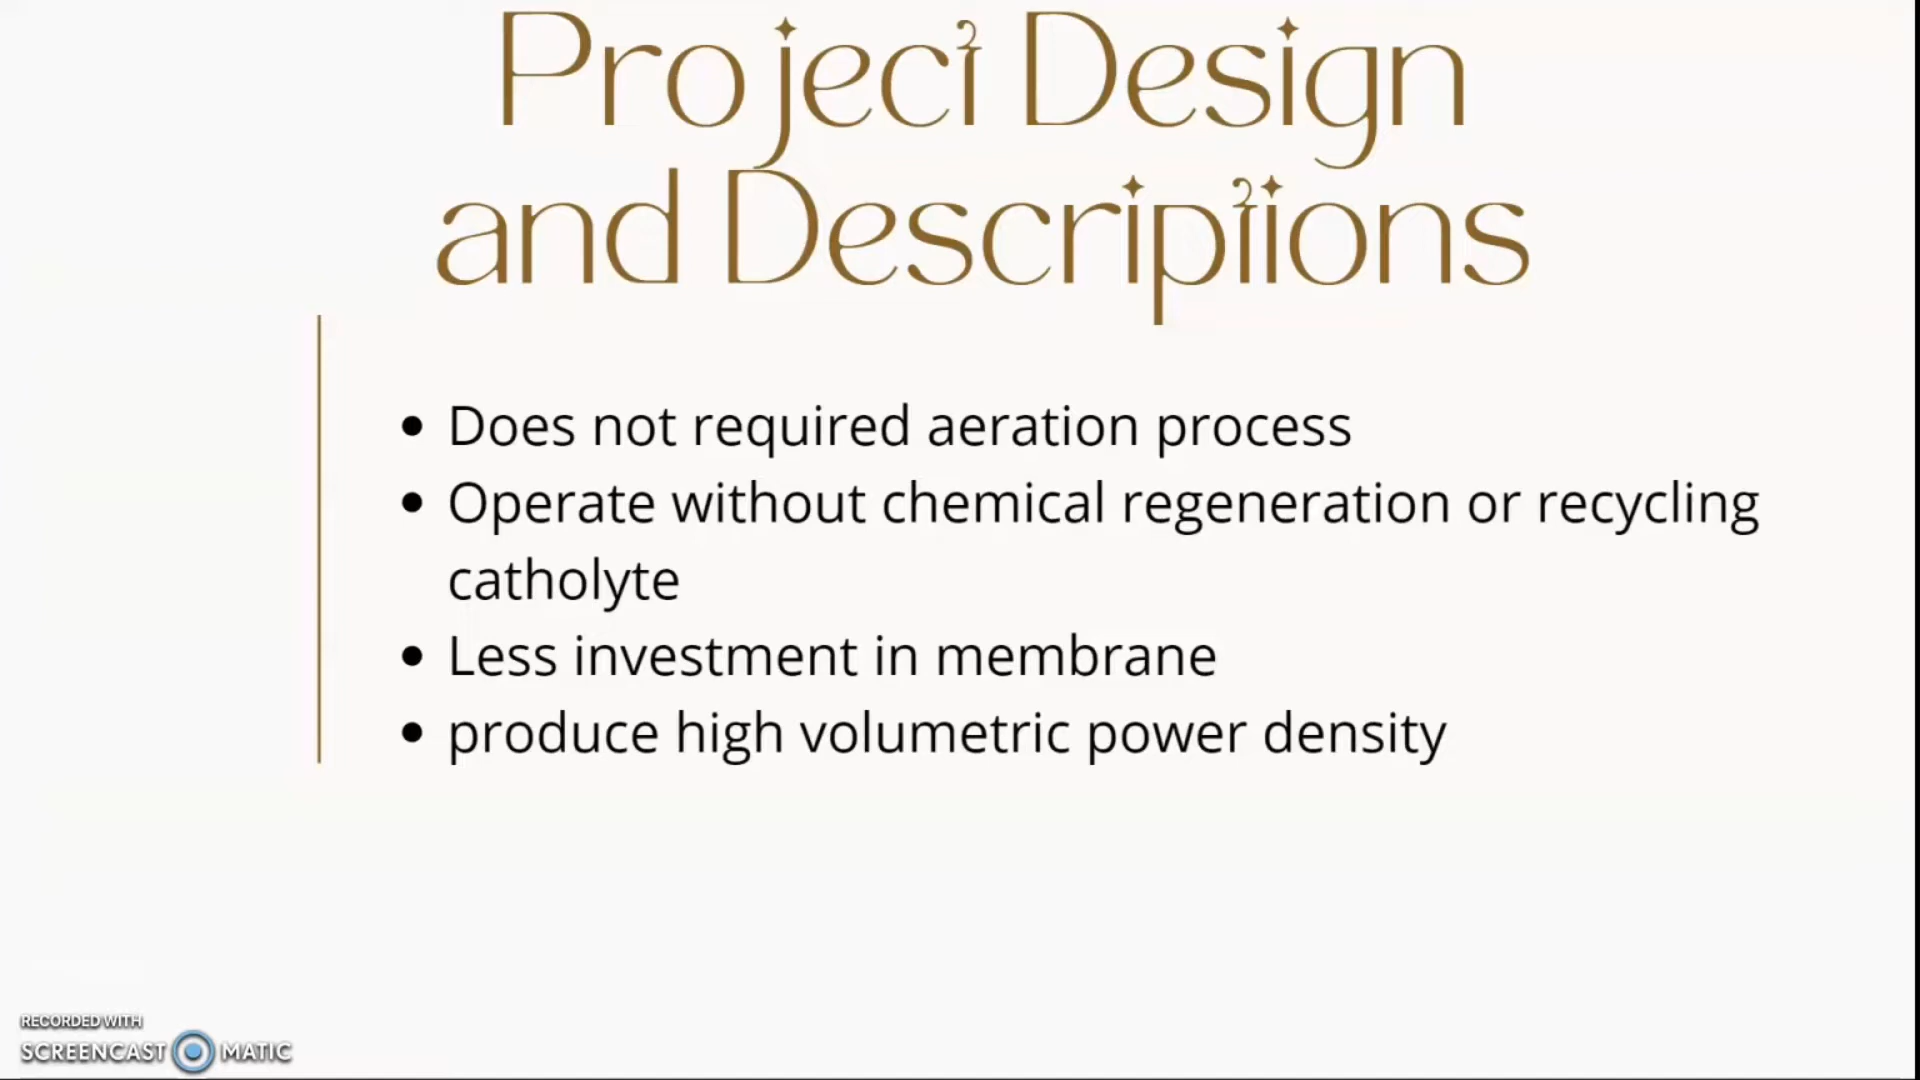 Project Design
and Descriptions
• Does not required aeration process
• Operate without chemical regeneration or recycling
catholyte
• Less investment in membrane
• produce high volumetric power density
RECORDED WITH
SCREENCAST MATIC